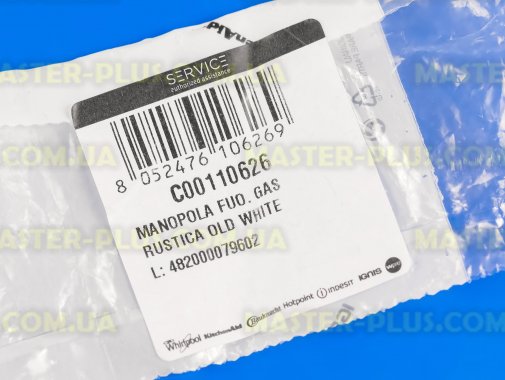 SERVICE
authorized assistance
8 052476 106269
C00110626
MANOPOLA FUO. GAS
RUSTICA OLD WHITE
L: 482000079602
Whirlpool KitchenAid Bauknecht Hotpoint indesit IGNIS
MASTER-PLUS.COM.UA